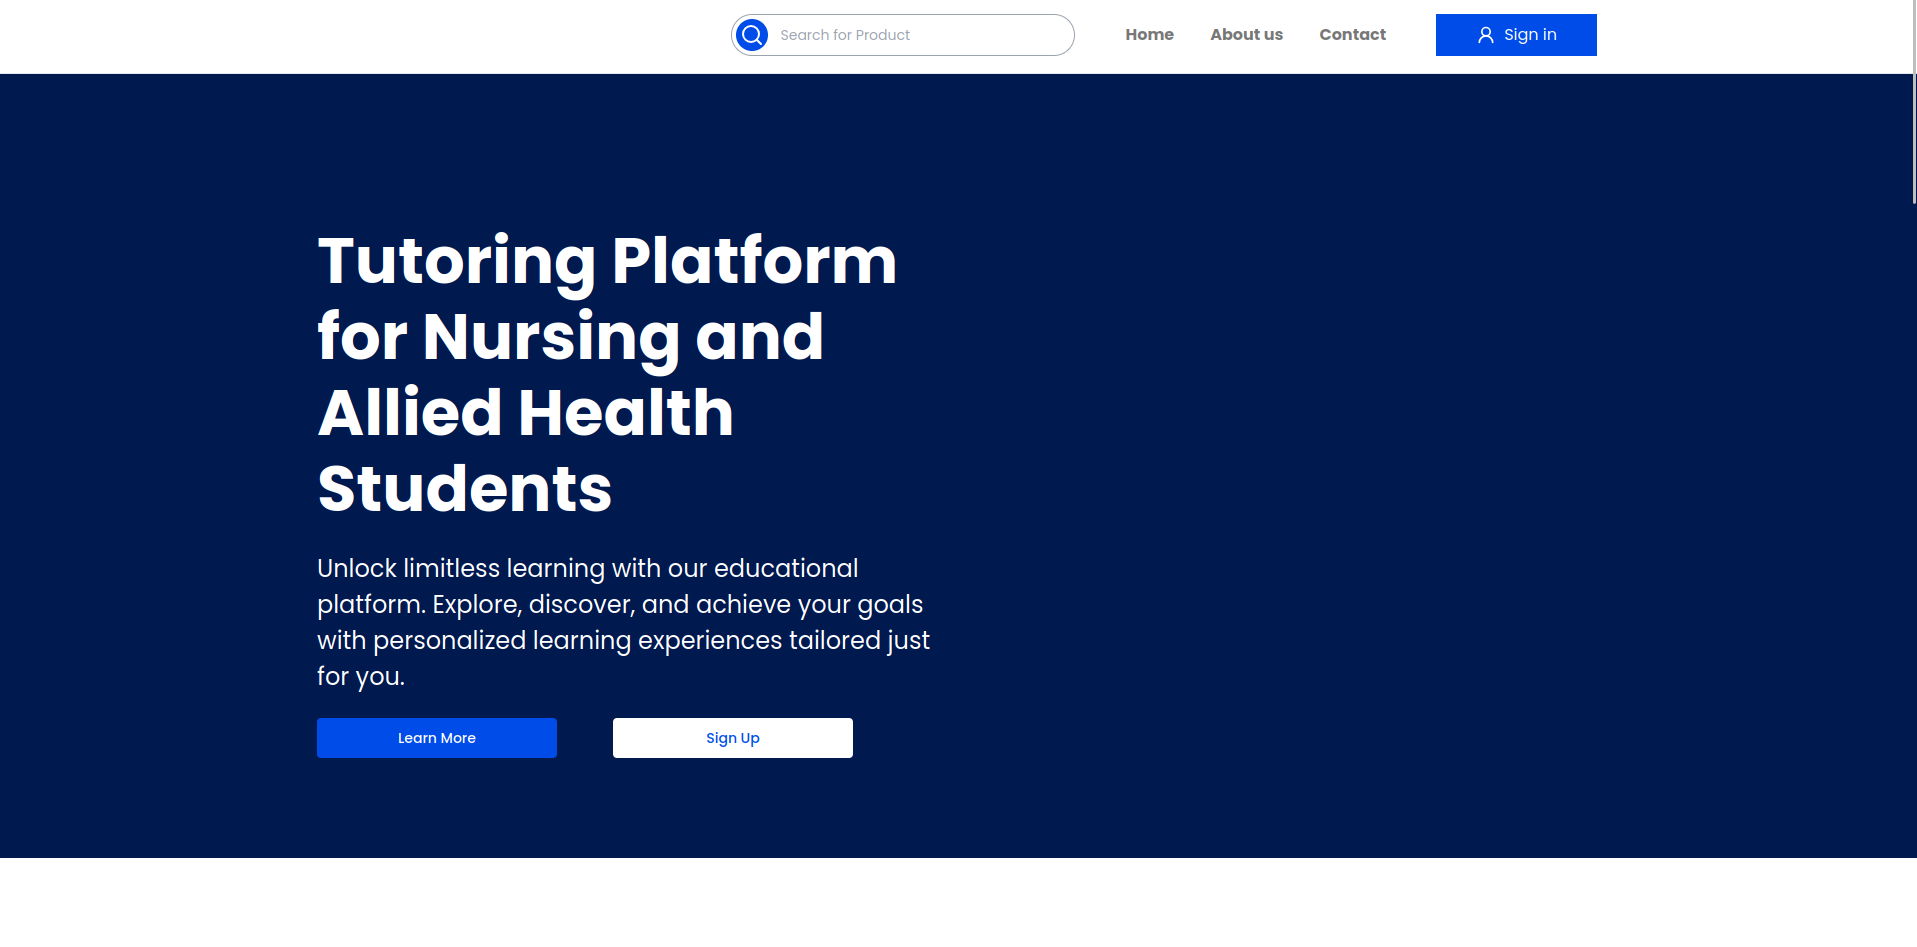 Search for Product
Home
About us
Contact
Sign in
Tutoring Platform
for Nursing and
Allied Health
Students
Unlock limitless learning with our educational
platform. Explore, discover, and achieve your goals
with personalized learning experiences tailored just
for you.
Learn More
Sign Up